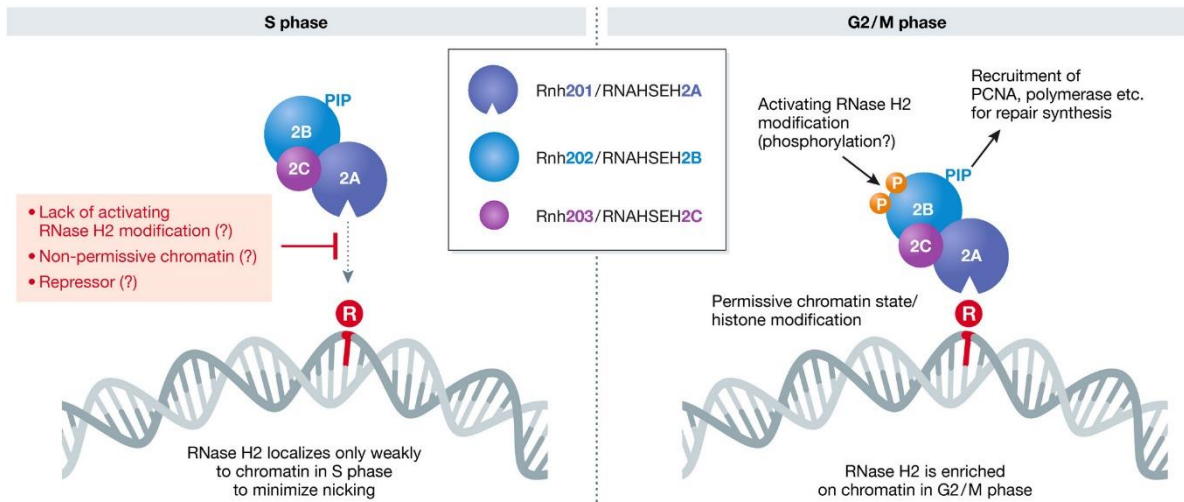 S phase
G2/M phase
PIP
2B
2C
2A
• Lack of activating
RNase H2 modification (?)
• Non-permissive chromatin (?)
• Repressor (?)
R
RNase H2 localizes only weakly
to chromatin in S phase
to minimize nicking
Rnh201/RNAHSEH2A
Rnh202/RNAHSEH2B
Rnh203/RNAHSEH2C
Activating RNase H2
modification
(phosphorylation?)
Recruitment of
PCNA, polymerase etc.
for repair synthesis
P
P
PIP
2B
2C
2A
Permissive chromatin state/
histone modification
R
RNase H2 is enriched
on chromatin in G2/M phase